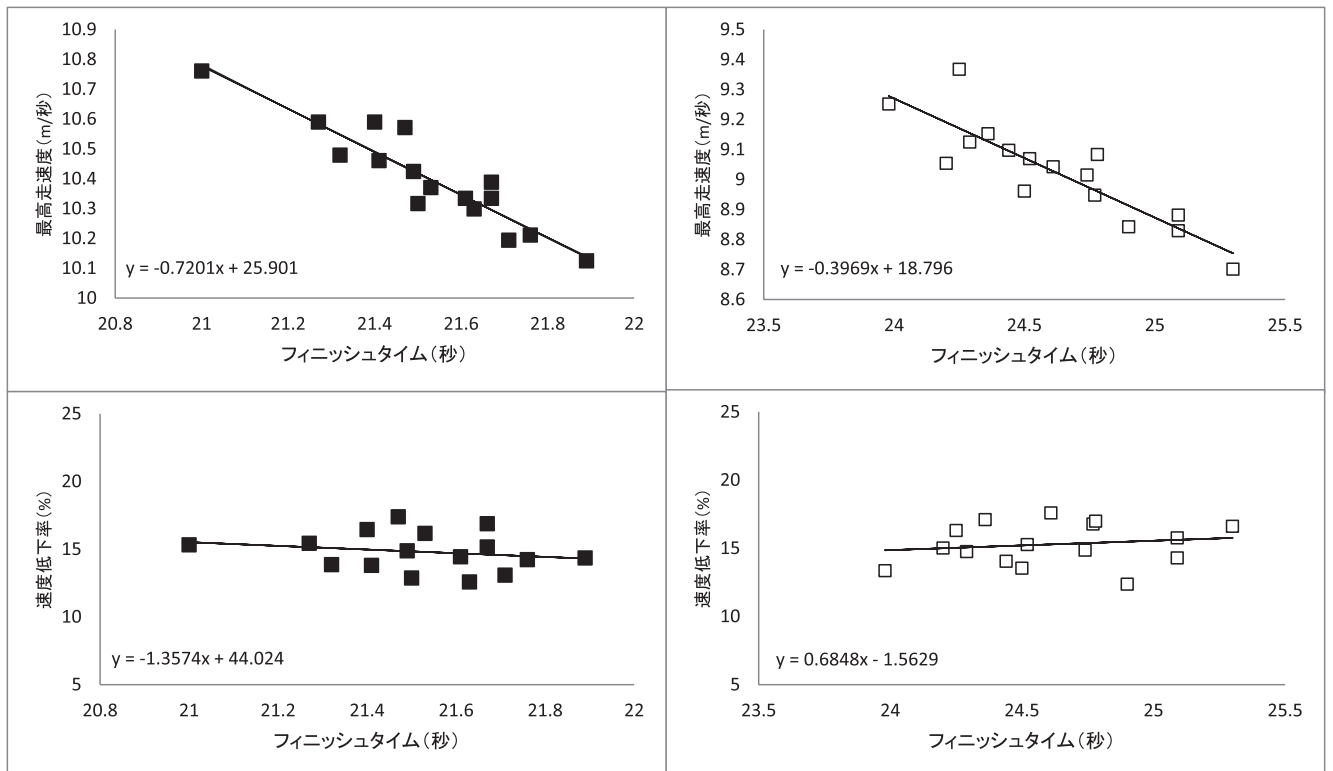 10.9
10.8
10.7
10.6
10.5
10.4
10.3
10.2
10.1
10
最高走速度(m/秒)
y = -0.7201x + 25.901
20.8 21 21.2 21.4 21.6 21.8 22
フィニッシュタイム(秒)
9.5
9.4
9.3
9.2
9.1
9
8.9
8.8
8.7
8.6
最高走速度(m/秒)
y = -0.3969x + 18.796
23.5 24 24.5 25 25.5
フィニッシュタイム(秒)
25
20
15
10
5
速度低下率(%)
y = -1.3574x + 44.024
20.8 21 21.2 21.4 21.6 21.8 22
フィニッシュタイム(秒)
25
20
15
10
5
速度低下率(%)
y = 0.6848x - 1.5629
23.5 24 24.5 25 25.5
フィニッシュタイム(秒)